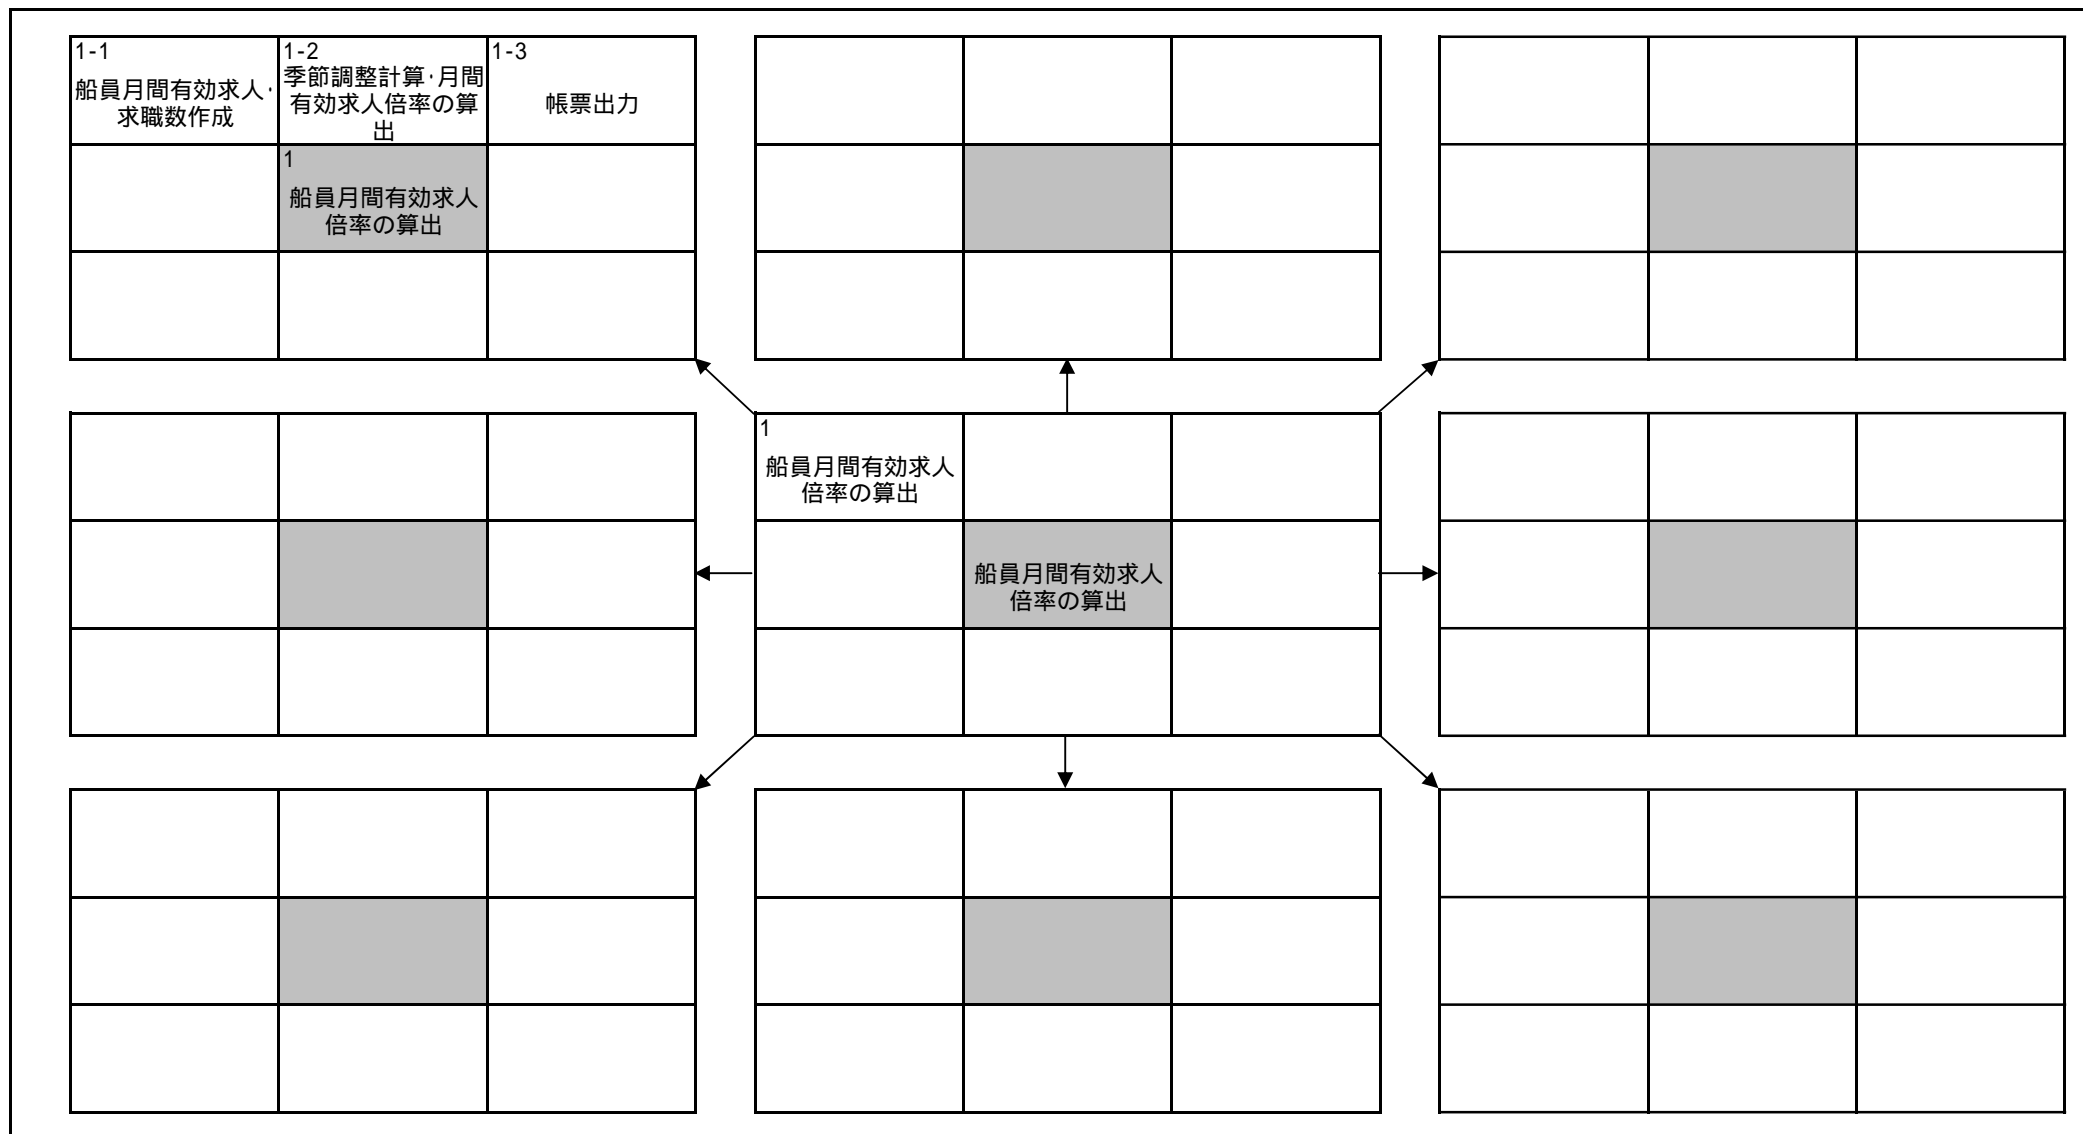 1-1
船員月間有効求人・
求職数作成
1-2
季節調整計算・月間
有効求人倍率の算
出
1-3
帳票出力
1
船員月間有効求人
倍率の算出
1
船員月間有効求人
倍率の算出
船員月間有効求人
倍率の算出